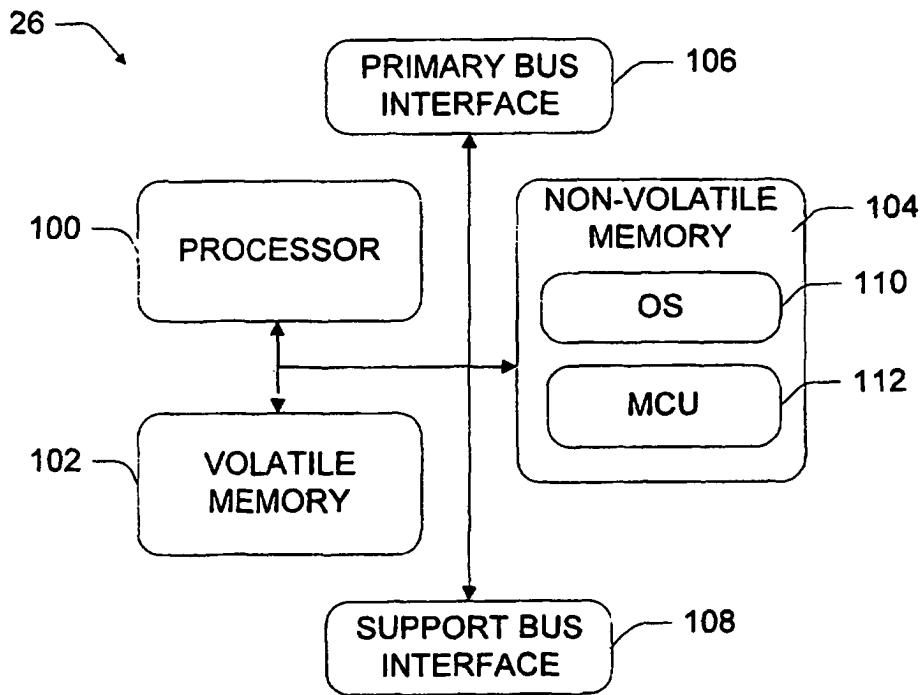 26
PRIMARY BUS
INTERFACE
106
100
PROCESSOR
NON-VOLATILE
MEMORY
104
OS
110
MCU
112
102
VOLATILE
MEMORY
SUPPORT BUS
INTERFACE
108